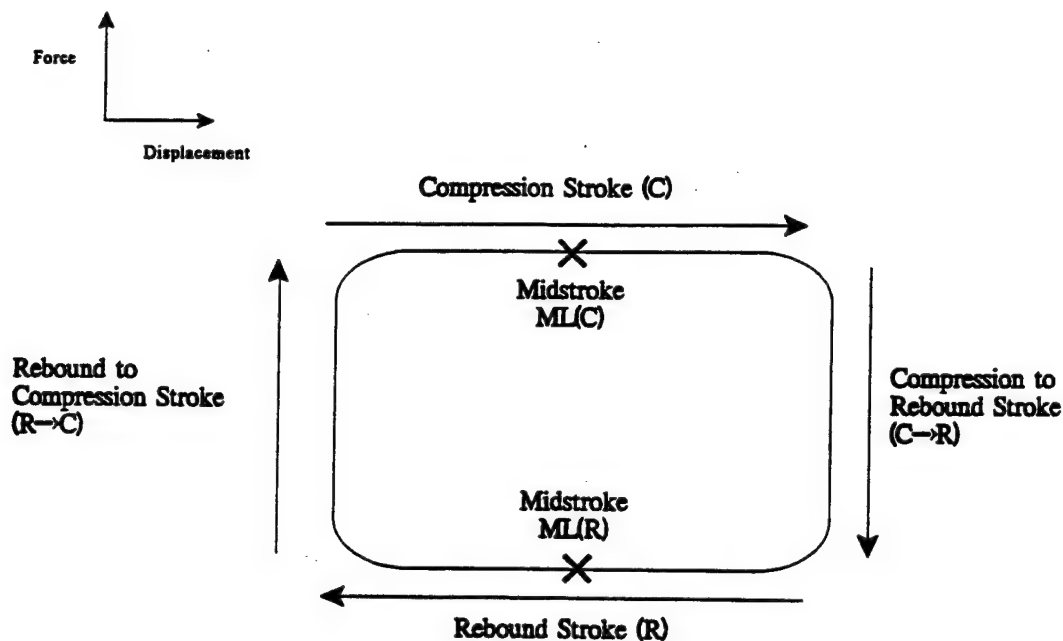 Force
Displacement
Compression Stroke (C)
Midstroke
ML(C)
Rebound to
Compression Stroke
(R→C)
Compression to
Rebound Stroke
(C→R)
Midstroke
ML(R)
Rebound Stroke (R)